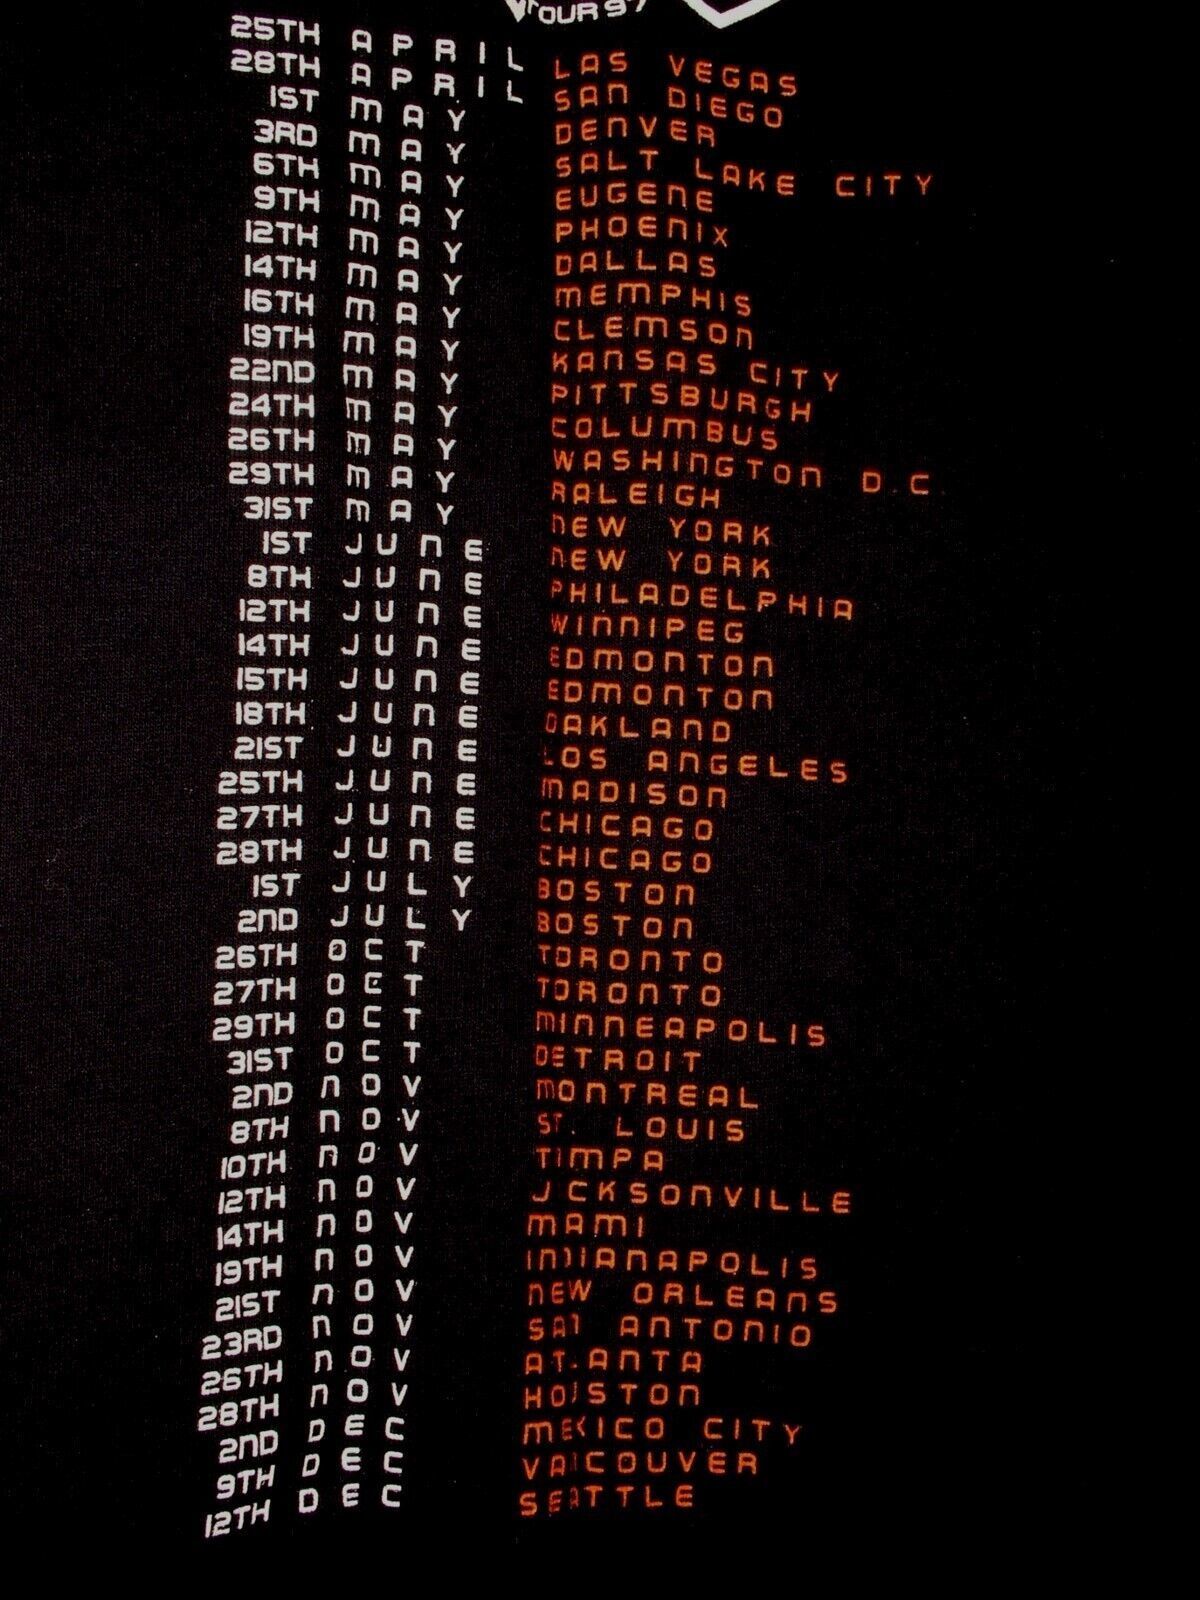 TOUR 97
25TH APRIL LAS VEGAS
28TH APRIL SAN DIEGO
1ST MAY DENVER
3RD MAY SALT LAKE CITY
6TH MAY EUGENE
9TH MAY PHOENIX
12TH MAY DALLAS
14TH MAY MEMPHIS
16TH MAY CLEMSON
19TH MAY KANSAS CITY
22ND MAY PITTSBURGH
24TH MAY COLUMBUS
26TH MAY WASHINGTON D.C.
29TH MAY RALEIGH
31ST MAY NEW YORK
1ST JUNE NEW YORK
8TH JUNE PHILADELPHIA
12TH JUNE WINNIPEG
14TH JUNE EDMONTON
15TH JUNE EDMONTON
18TH JUNE OAKLAND
21ST JUNE LOS ANGELES
25TH JUNE MADISON
27TH JUNE CHICAGO
28TH JUNE CHICAGO
1ST JULY BOSTON
2ND JULY BOSTON
26TH OCT TORONTO
27TH OET TORONTO
29TH OCT MINNEAPOLIS
31ST OCT DETROIT
2ND NOV MONTREAL
8TH NOV ST. LOUIS
10TH NOV TIMPA
12TH NOV JCKSONVILLE
14TH NOV MAMI
19TH NOV INDIANAPOLIS
21ST NOV NEW ORLEANS
23RD NOV SAN ANTONIO
26TH NOV ATLANTA
28TH NOV HOUSTON
2ND DEC MEXICO CITY
9TH DEC VANCOUVER
12TH DEC SEATTLE